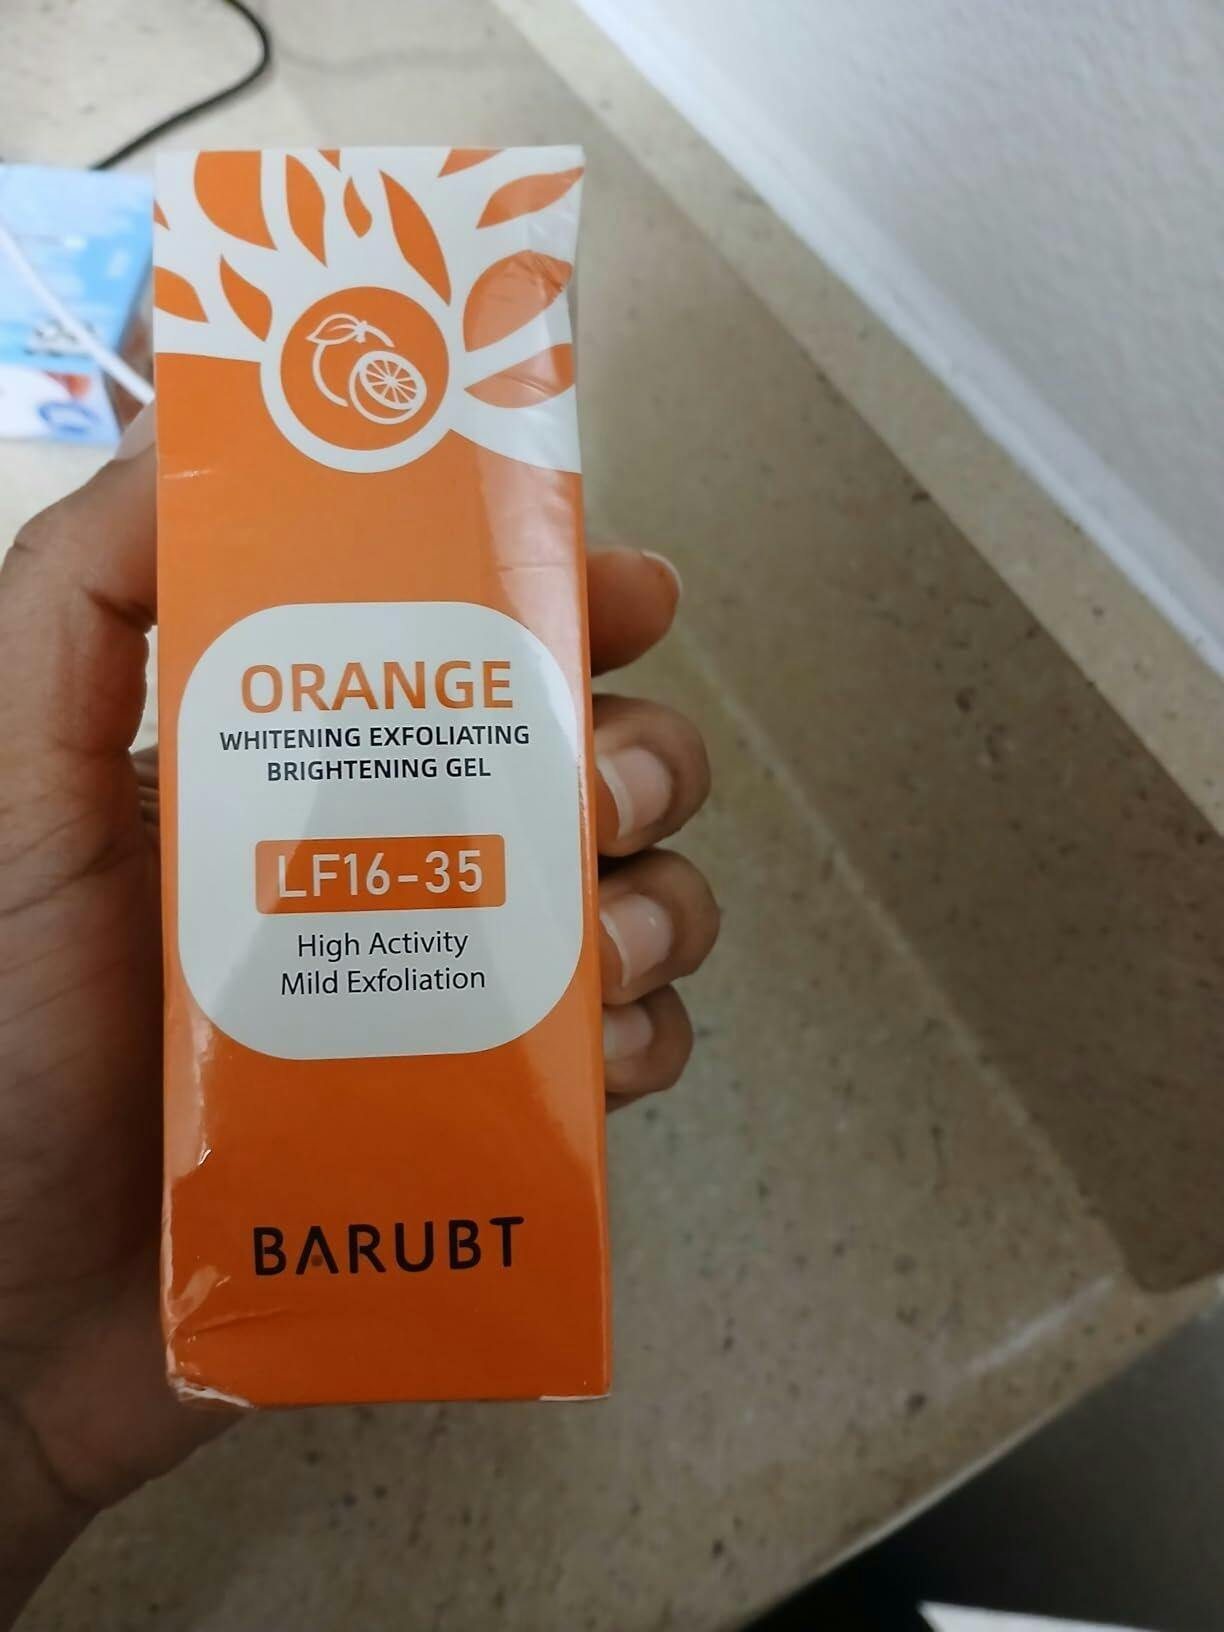 ORANGE
WHITENING EXFOLIATING
BRIGHTENING GEL
LF16-35
High Activity
Mild Exfoliation
BARUBT